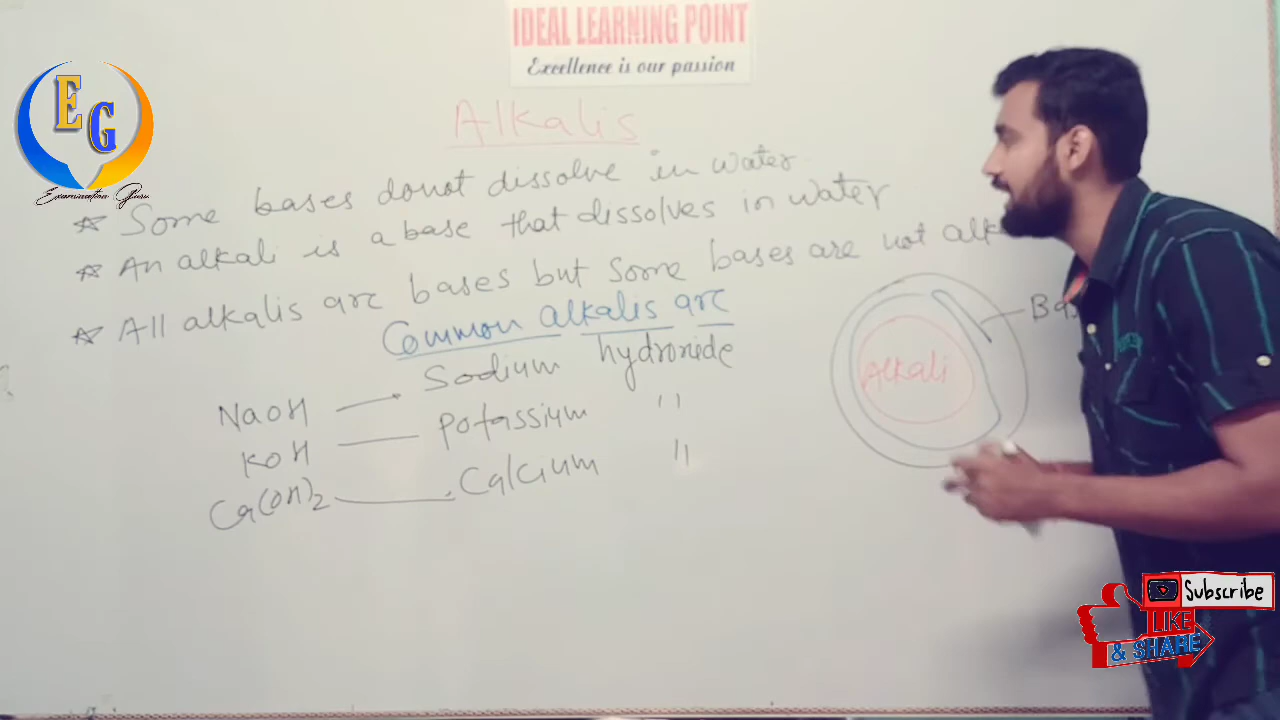 IDEAL LEARNING POINT
Excellence is our passion
E G
Examination Guru
Alkalis
☆ Some bases donot dissolve in water
☆ An alkali is a base that dissolves in water
☆ All alkalis are bases but some bases are not
Common alkalis are
NaOH → Sodium hydroxide
KOH — Potassium "
Ca(OH)2 — Calcium "
Alkali
Subscribe
LIKE
& SHARE